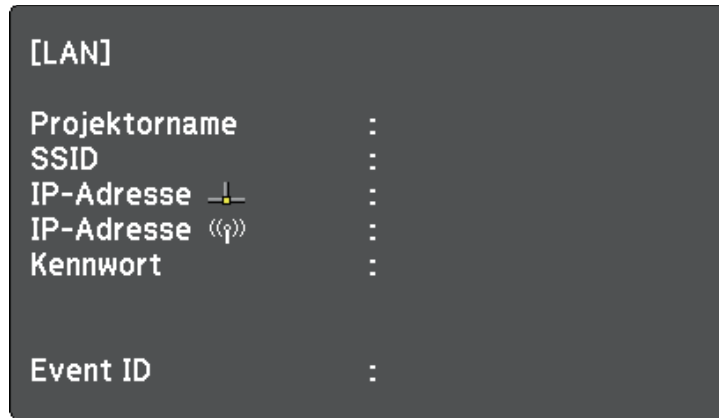 [LAN]
Projektorname :
SSID :
IP-Adresse :
IP-Adresse :
Kennwort :
Event ID :